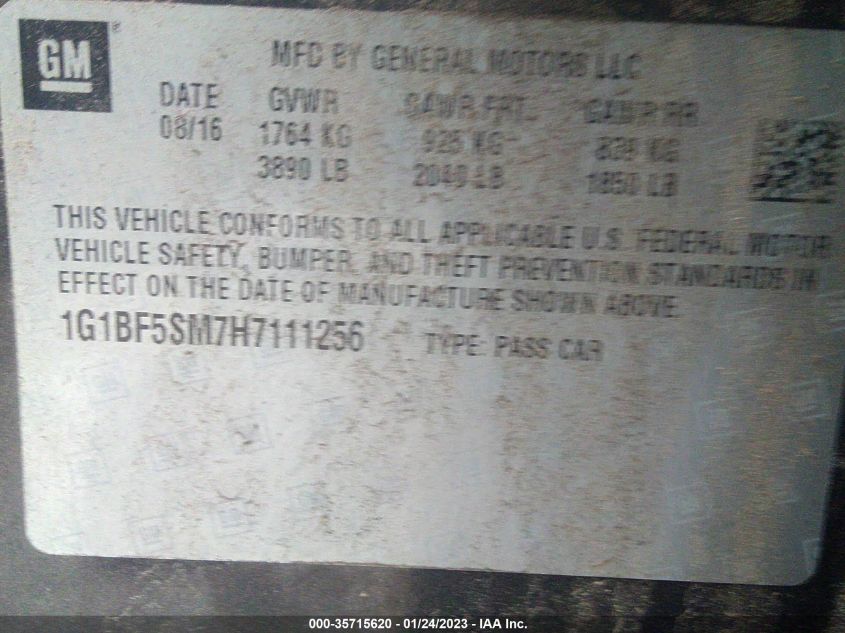 GM ®
MFD BY GENERAL MOTORS LLC
DATE GVWR GAWR FRT GAWR RR
08/16 1764 KG 925 KG 839 KG
3890 LB 2040 LB 1850 LB
THIS VEHICLE CONFORMS TO ALL APPLICABLE U.S. FEDERAL MOTOR
VEHICLE SAFETY, BUMPER, AND THEFT PREVENTION STANDARDS IN
EFFECT ON THE DATE OF MANUFACTURE SHOWN ABOVE.
1G1BF5SM7H7111256 TYPE: PASS CAR
000-35715620 - 01/24/2023 - IAA Inc.